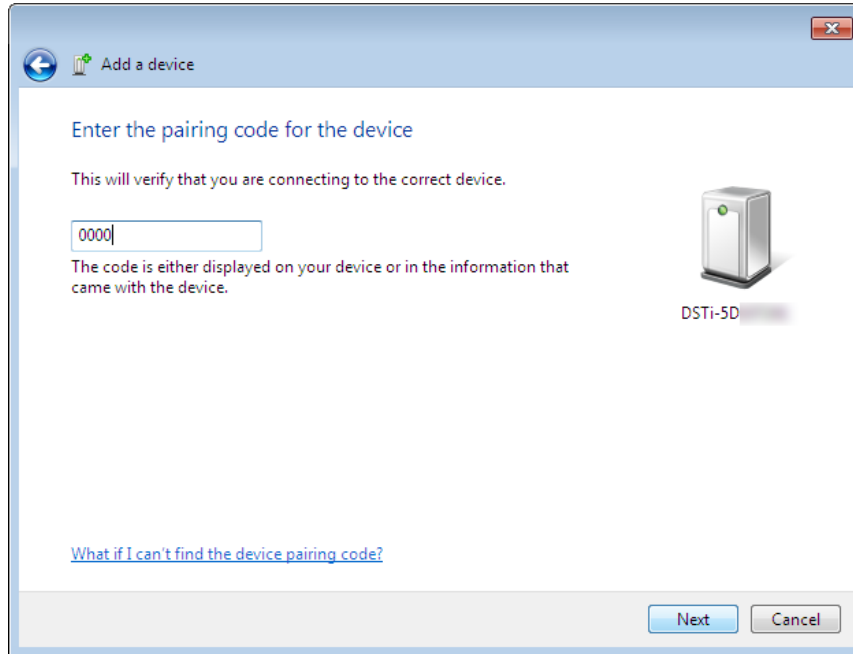 Add a device
Enter the pairing code for the device
This will verify that you are connecting to the correct device.
0000
The code is either displayed on your device or in the information that
came with the device.
DSTi-5D
What if I can't find the device pairing code?
Next
Cancel